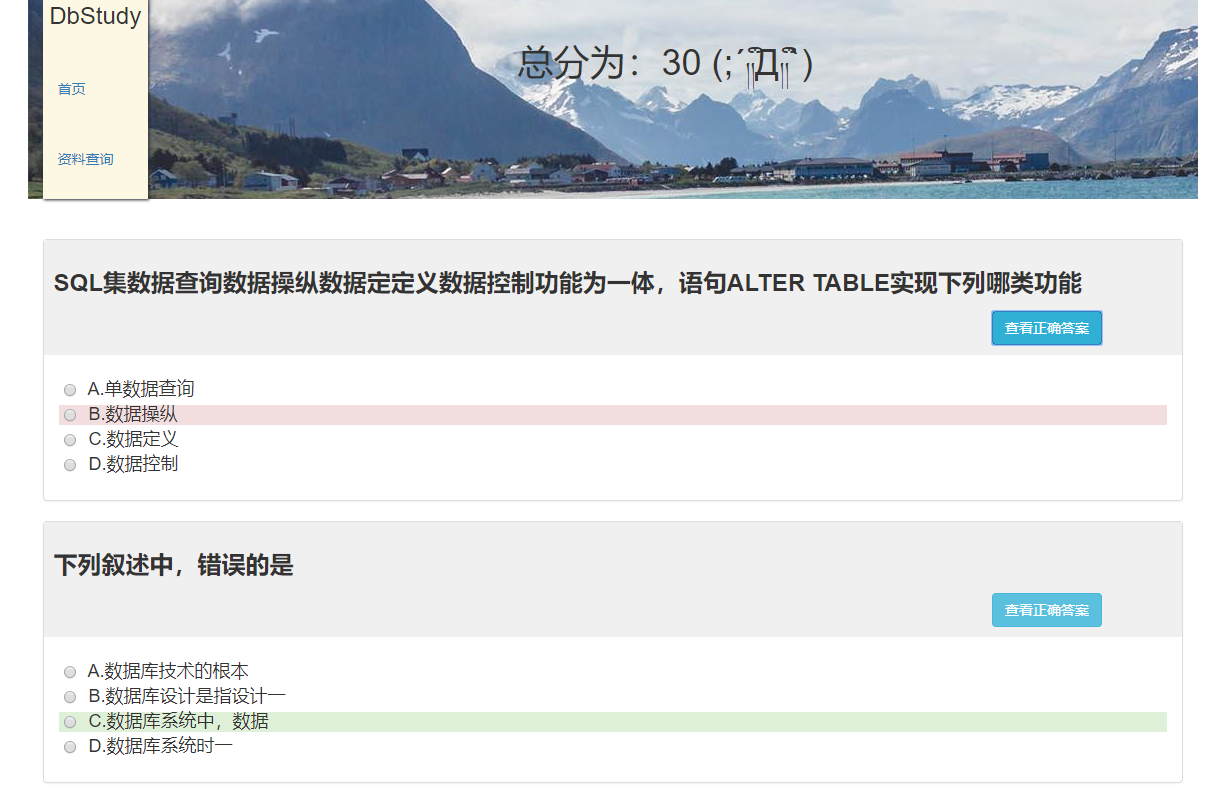 DbStudy
首页
资料查询
总分为：30 (;´༎ຶД༎ຶ`)
SQL集数据查询数据操纵数据定定义数据控制功能为一体，语句ALTER TABLE实现下列哪类功能
查看正确答案
A.单数据查询
B.数据操纵
C.数据定义
D.数据控制
下列叙述中，错误的是
查看正确答案
A.数据库技术的根本
B.数据库设计是指设计一
C.数据库系统中，数据
D.数据库系统时一